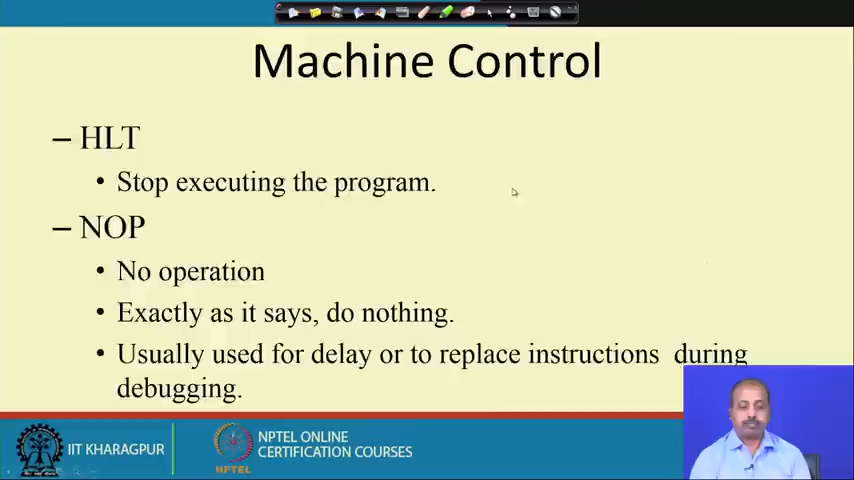 Machine Control
– HLT
• Stop executing the program.
– NOP
• No operation
• Exactly as it says, do nothing.
• Usually used for delay or to replace instructions during
debugging.
IIT KHARAGPUR
NPTEL
NPTEL ONLINE
CERTIFICATION COURSES